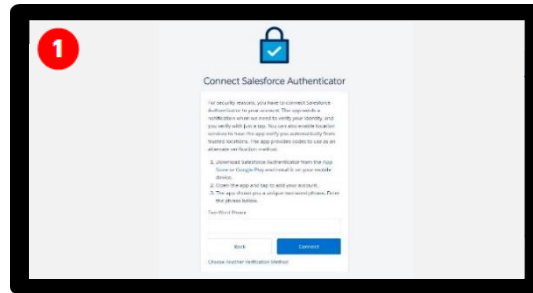 1
Connect Salesforce Authenticator
For security reasons, you have to connect Salesforce
Authenticator to your account. The app sends a
notification when we need to verify your identity, and
you verify with just a tap. You can also enable location
services to have the app verify you automatically from
trusted locations. The app provides codes to use as an
alternate verification method.
1. Download Salesforce Authenticator from the App
Store or Google Play and install it on your mobile
device.
2. Open the app and tap to add your account.
3. The app shows you a unique two-word phrase. Enter
the phrase below.
Two-Word Phrase
Back
Connect
Choose Another Verification Method